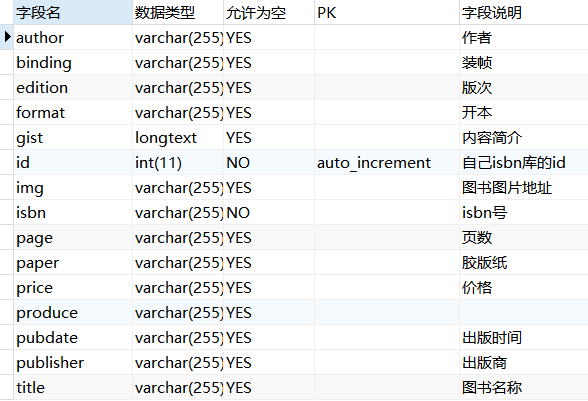 字段名 数据类型 允许为空 PK 字段说明
author varchar(255) YES 作者
binding varchar(255) YES 装帧
edition varchar(255) YES 版次
format varchar(255) YES 开本
gist longtext YES 内容简介
id int(11) NO auto_increment 自己isbn库的id
img varchar(255) YES 图书图片地址
isbn varchar(255) NO isbn号
page varchar(255) YES 页数
paper varchar(255) YES 胶版纸
price varchar(255) YES 价格
produce varchar(255) YES
pubdate varchar(255) YES 出版时间
publisher varchar(255) YES 出版商
title varchar(255) YES 图书名称